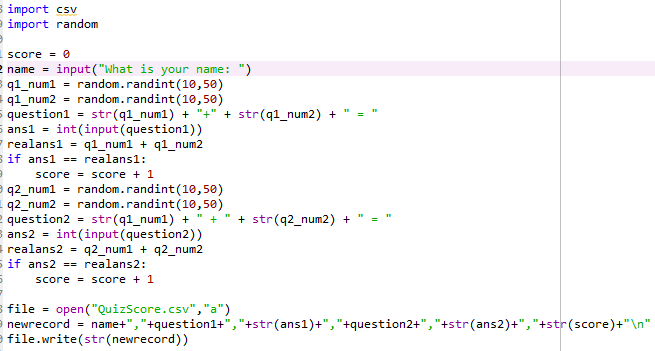 import csv
import random
score = 0
name = input("What is your name: ")
q1_num1 = random.randint(10,50)
q1_num2 = random.randint(10,50)
question1 = str(q1_num1) + "+" + str(q1_num2) + " = "
ans1 = int(input(question1))
realans1 = q1_num1 + q1_num2
if ans1 == realans1:
    score = score + 1
q2_num1 = random.randint(10,50)
q2_num2 = random.randint(10,50)
question2 = str(q1_num1) + " + " + str(q2_num2) + " = "
ans2 = int(input(question2))
realans2 = q2_num1 + q2_num2
if ans2 == realans2:
    score = score + 1
file = open("QuizScore.csv","a")
newrecord = name+","+question1+","+str(ans1)+","+question2+","+str(ans2)+","+str(score)+"\n"
file.write(str(newrecord))